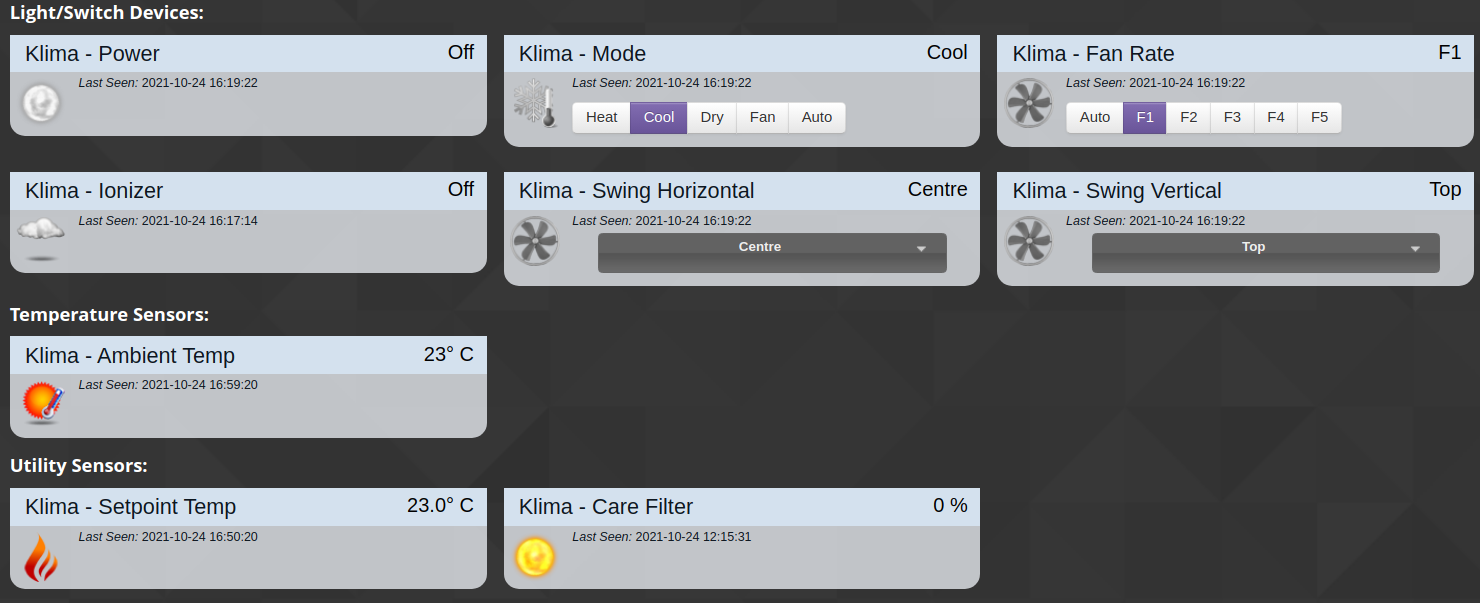 Light/Switch Devices:
Klima - Power Off
Last Seen: 2021-10-24 16:19:22
Klima - Mode Cool
Last Seen: 2021-10-24 16:19:22
Heat Cool Dry Fan Auto
Klima - Fan Rate F1
Last Seen: 2021-10-24 16:19:22
Auto F1 F2 F3 F4 F5
Klima - Ionizer Off
Last Seen: 2021-10-24 16:17:14
Klima - Swing Horizontal Centre
Last Seen: 2021-10-24 16:19:22
Centre
Klima - Swing Vertical Top
Last Seen: 2021-10-24 16:19:22
Top
Temperature Sensors:
Klima - Ambient Temp 23° C
Last Seen: 2021-10-24 16:59:20
Utility Sensors:
Klima - Setpoint Temp 23.0° C
Last Seen: 2021-10-24 16:50:20
Klima - Care Filter 0 %
Last Seen: 2021-10-24 12:15:31